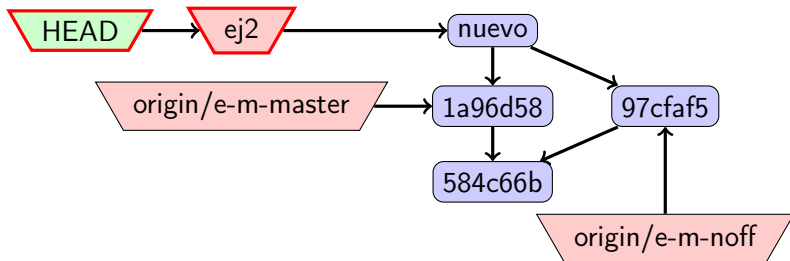 HEAD
ej2
nuevo
origin/e-m-master
1a96d58
97cfaf5
584c66b
origin/e-m-noff